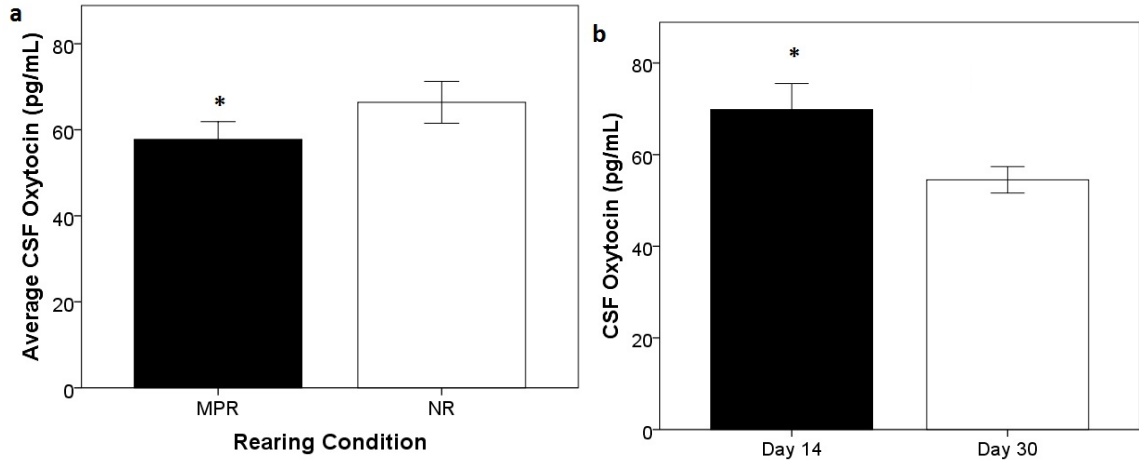 a
Average CSF Oxytocin (pg/mL)
80
60
40
20
0
*
MPR
NR
Rearing Condition
b
CSF Oxytocin (pg/mL)
80
60
40
20
0
*
Day 14
Day 30